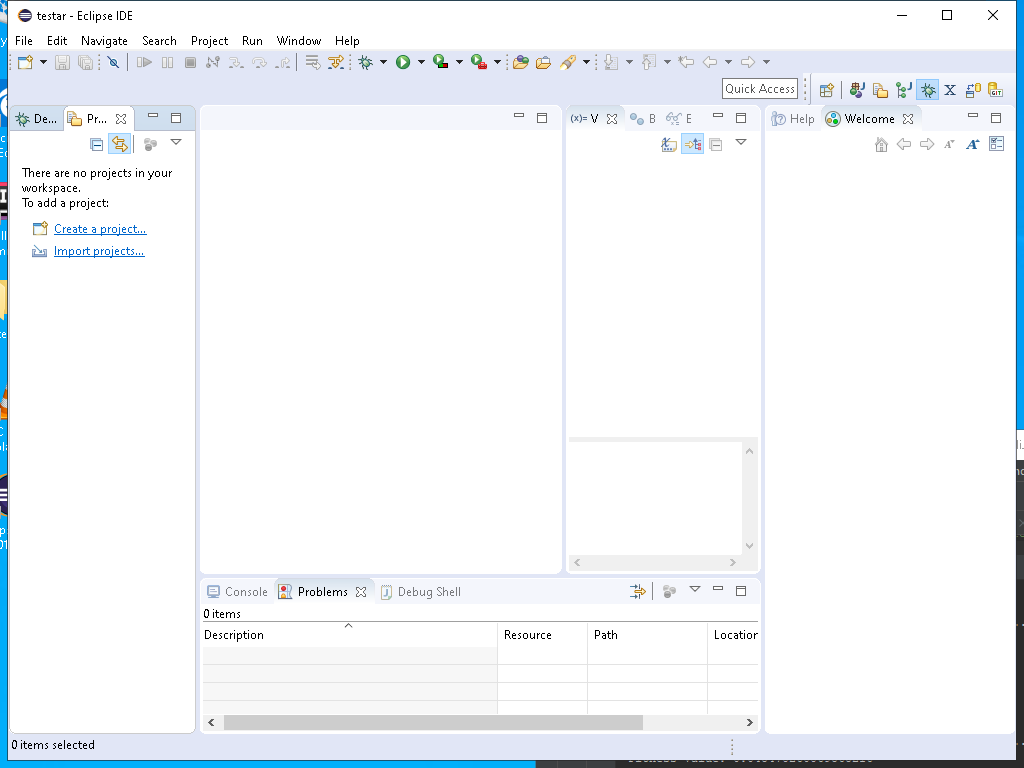 testar - Eclipse IDE
File Edit Navigate Search Project Run Window Help
Quick Access
De... Pr... (x)= V B E Help Welcome
There are no projects in your
workspace.
To add a project:
Create a project...
Import projects...
Console Problems Debug Shell
0 items
Description Resource Path Location
0 items selected